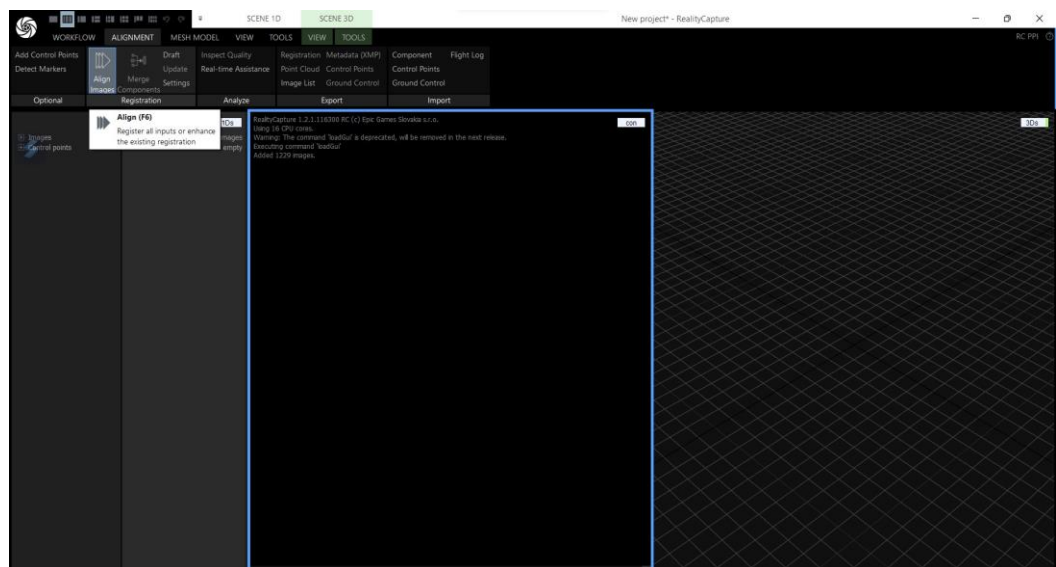 SCENE 1D
SCENE 3D
New project* - RealityCapture
WORKFLOW
ALIGNMENT
MESH MODEL
VIEW
TOOLS
VIEW
TOOLS
RC PPI
Add Control Points
Detect Markers
Align Images
Merge Components
Draft
Update
Settings
Inspect Quality
Real-time Assistance
Registration
Metadata (XMP)
Point Cloud
Control Points
Image List
Ground Control
Component
Flight Log
Control Points
Ground Control
Optional
Registration
Analyze
Export
Import
Align (F6)
Register all inputs or enhance
the existing registration
Images
Control points
1Ds
mages
empty
RealityCapture 1.2.1.116300 RC (c) Epic Games Slovakia s.r.o.
Using 16 CPU cores.
Warning: The command 'loadGui' is deprecated, will be removed in the next release.
Executing command 'loadGui'
Added 1229 images.
con
3Ds